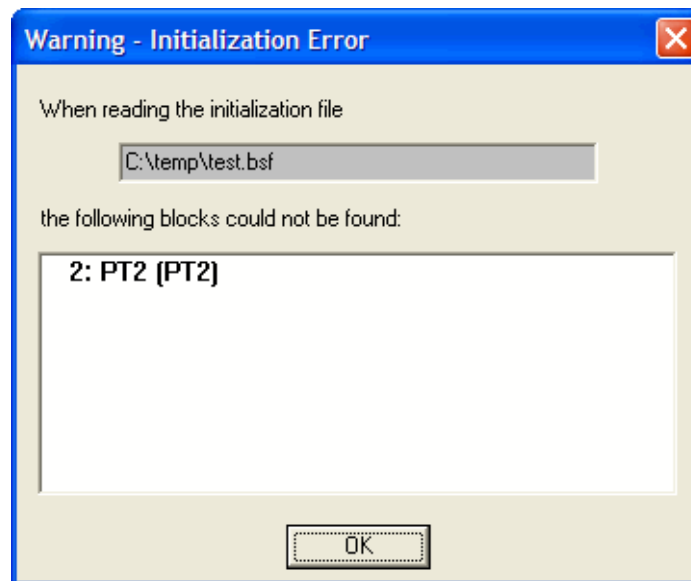 Warning - Initialization Error
When reading the initialization file
C:\temp\test.bsf
the following blocks could not be found:
2: PT2 (PT2)
OK